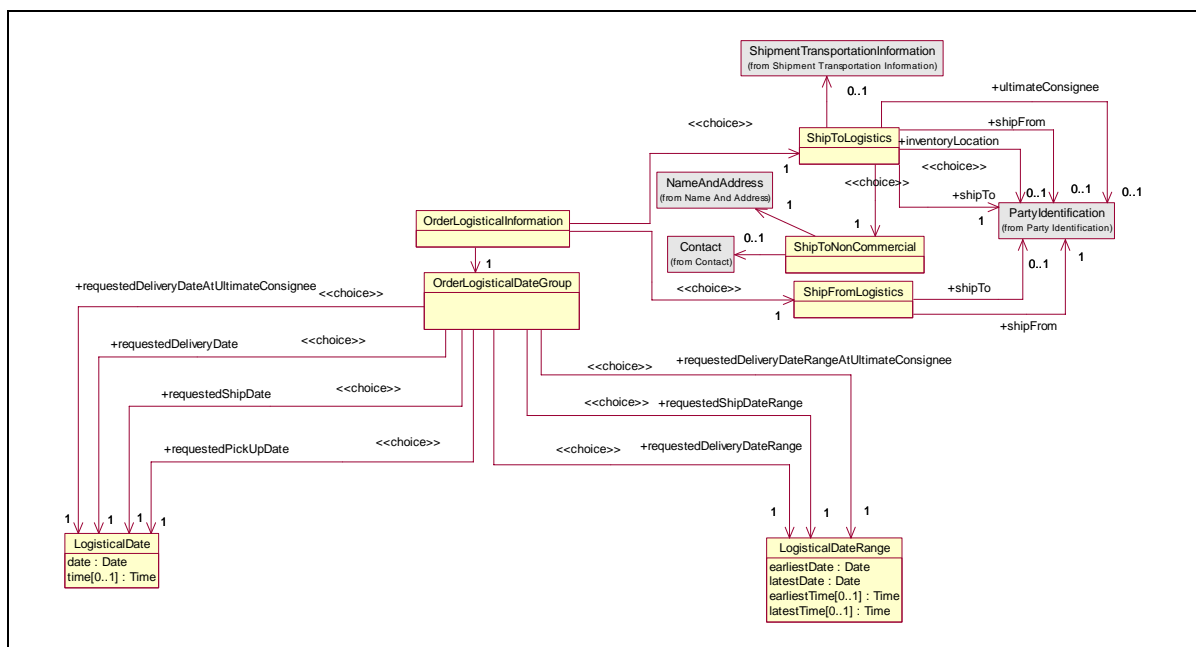 ShipmentTransportationInformation
(from Shipment Transportation Information)
0..1
+ultimateConsignee
<<choice>>
ShipToLogistics
+shipFrom
+inventoryLocation
1
<<choice>>
NameAndAddress
(from Name And Address)
<<choice>>
+shipTo
0..1
0..1
0..1
1
1
1
PartyIdentification
(from Party Identification)
OrderLogisticalInformation
Contact
(from Contact)
0..1
ShipToNonCommercial
1
0..1
1
+requestedDeliveryDateAtUltimateConsignee
<<choice>>
OrderLogisticalDateGroup
<<choice>>
1
ShipFromLogistics
+shipTo
+shipFrom
+requestedDeliveryDate
<<choice>>
+requestedDeliveryDateRangeAtUltimateConsignee
<<choice>>
+requestedShipDate
<<choice>>
<<choice>>
+requestedShipDateRange
+requestedPickUpDate
<<choice>>
<<choice>>
+requestedDeliveryDateRange
1
1
1
1
1
1
1
LogisticalDate
date : Date
time[0..1] : Time
LogisticalDateRange
earliestDate : Date
latestDate : Date
earliestTime[0..1] : Time
latestTime[0..1] : Time